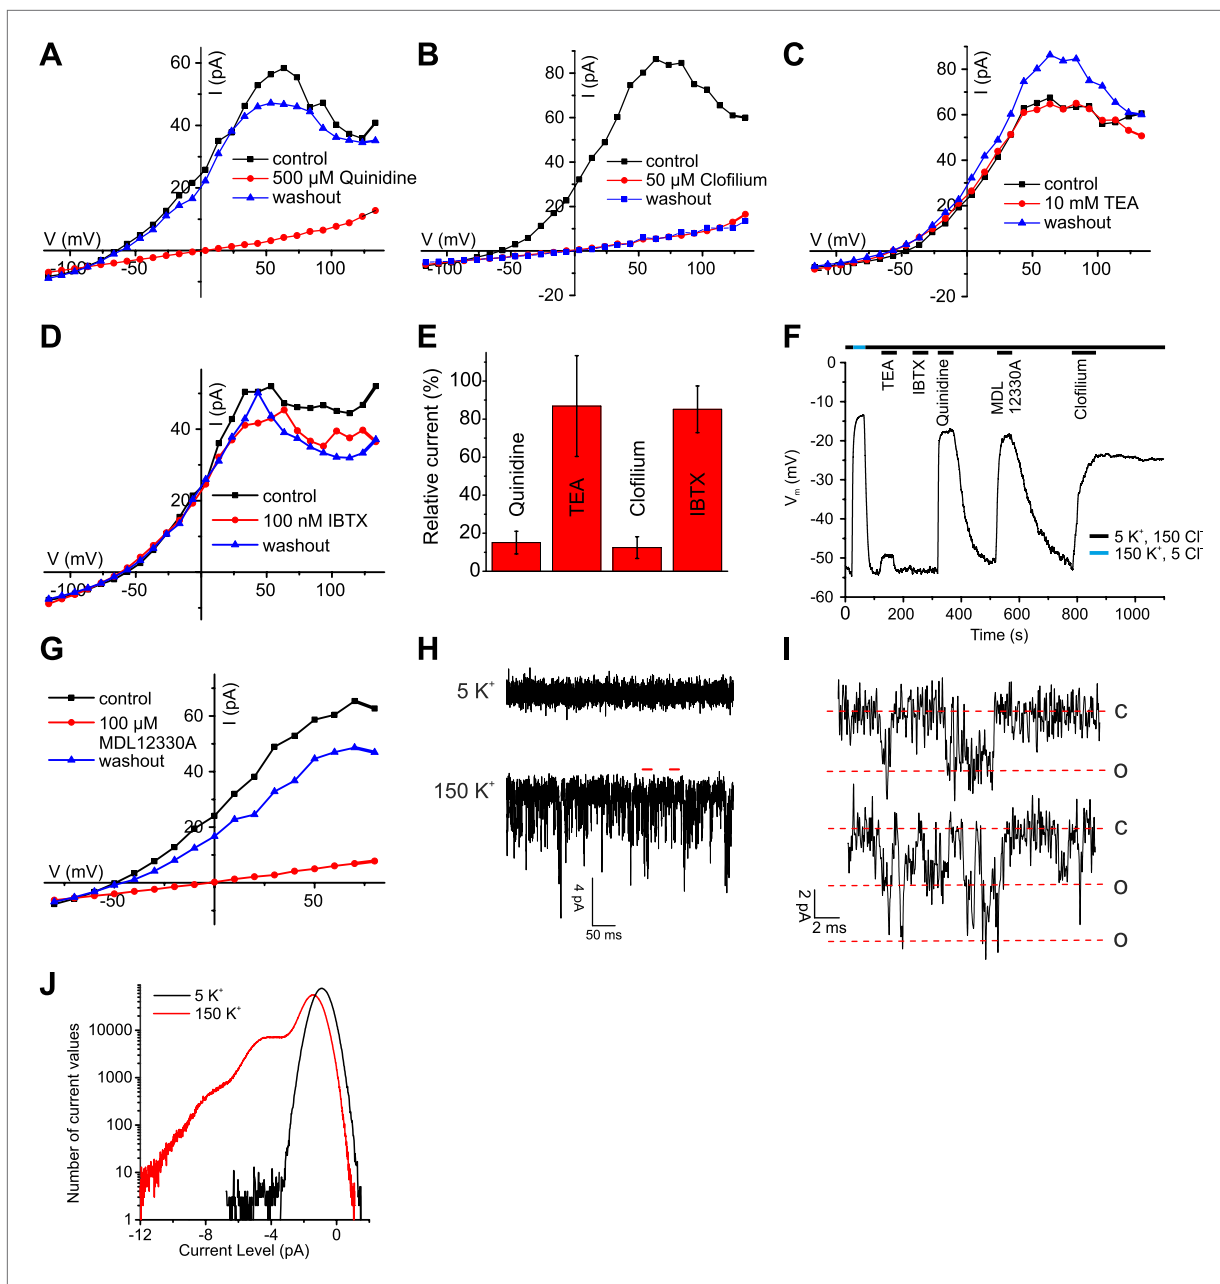 A
I (pA)
60
40
20
V (mV)
-100
-50
50
100
control
500 µM Quinidine
washout
B
I (pA)
80
60
40
20
-20
V (mV)
-100
-50
50
100
control
50 µM Clofilium
washout
C
I (pA)
80
60
40
20
-20
V (mV)
-100
-50
50
100
control
10 mM TEA
washout
D
I (pA)
40
20
V (mV)
-100
-50
50
100
control
100 nM IBTX
washout
E
Relative current (%)
100
80
60
40
20
0
Quinidine
TEA
Clofilium
IBTX
F
TEA
IBTX
Quinidine
MDL
12330A
Clofilium
0
-10
-20
-30
-40
-50
-60
Vm (mV)
5 K+, 150 Cl-
150 K+, 5 Cl-
0
200
400
600
800
1000
Time (s)
G
control
100 µM
MDL12330A
washout
I (pA)
60
40
20
V (mV)
-50
50
H
5 K+
150 K+
4 pA
50 ms
I
C
O
C
O
O
2 pA
2 ms
J
5 K+
150 K+
Number of current values
10000
1000
100
10
1
-12
-8
-4
0
Current Level (pA)